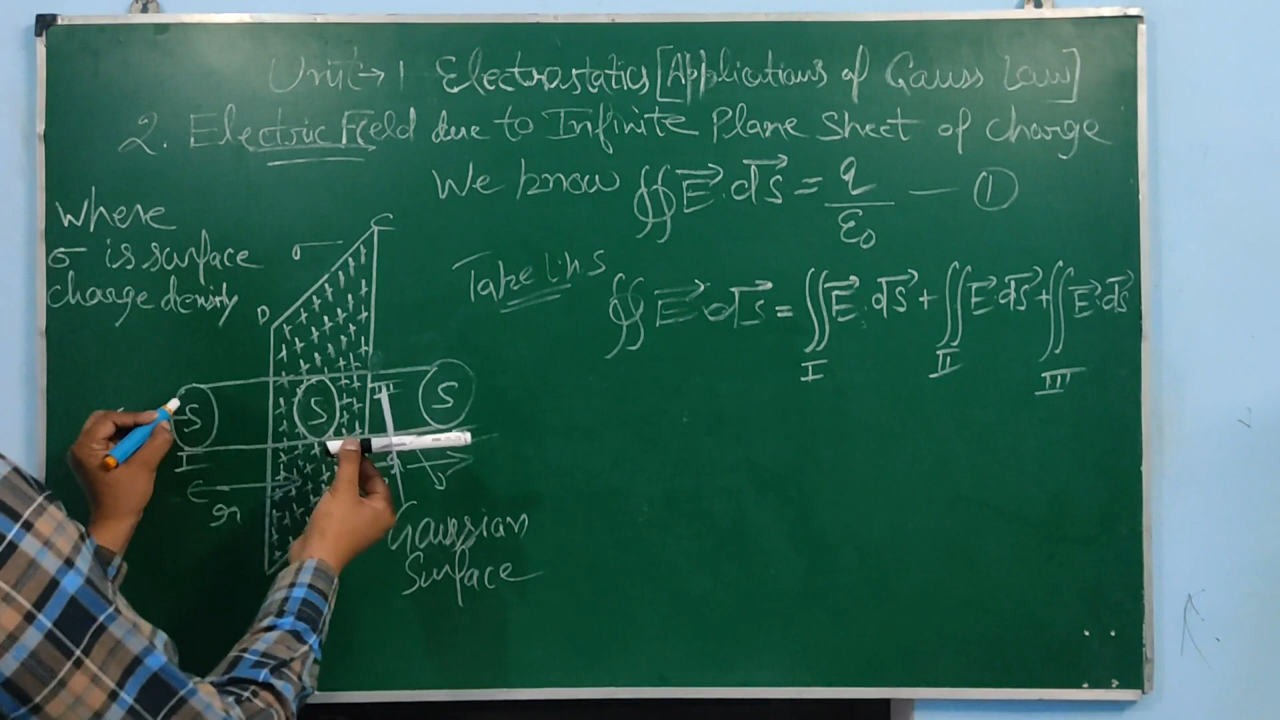 Unit → 1 Electrostatics [Applications of Gauss Law]
2. Electric Field due to Infinite Plane Sheet of charge
We know ∯E⃗.dS⃗ = q/ε₀ — ①
Where
σ is surface
charge density
σ
C
D
Take L.h.S
∯E⃗.dS⃗ = ∬E⃗.dS⃗ + ∬E⃗.dS⃗ + ∬E⃗.dS⃗
I II III
S S S
III
I
r
r
Gaussian
Surface